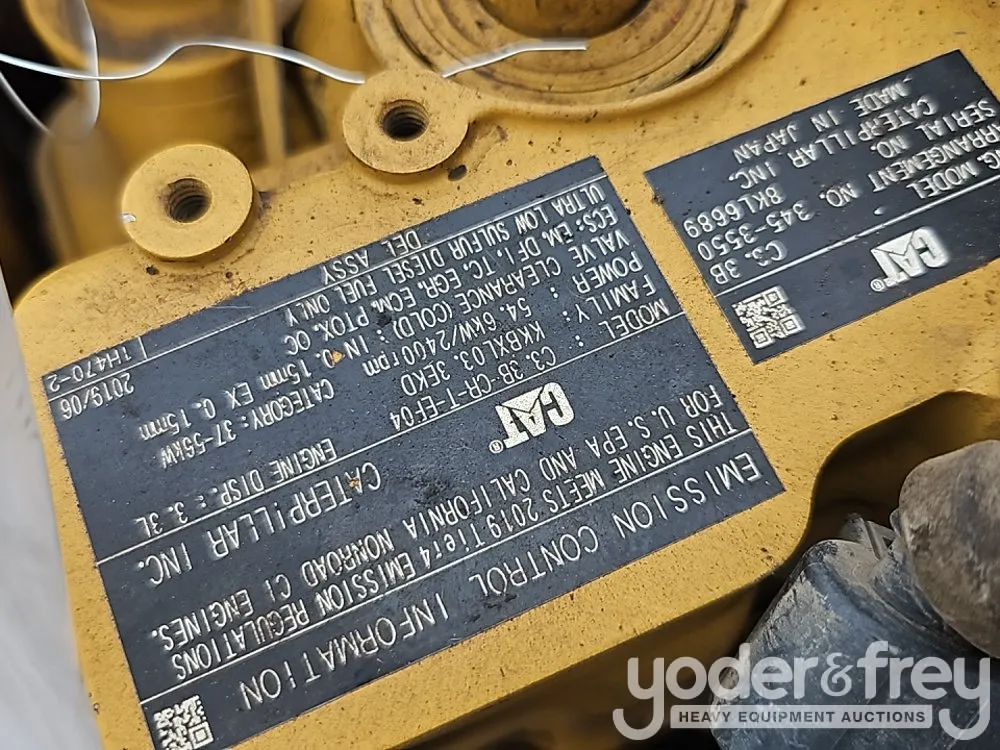 EMISSION CONTROL INFORMATION
THIS ENGINE MEETS 2019 Tier4 EMISSION REGULATIONS
FOR U.S. EPA AND CALIFORNIA NONROAD CI ENGINES.
CAT® CATERPILLAR INC.
MODEL : C3.3B-CR-T-EF04 ENGINE DISP.: 3.3L
FAMILY : KKBXL03.3EKD
POWER : 54.6kW/2400rpm CATEGORY: 37-56kW
VALVE CLEARANCE (COLD) : IN 0.15mm EX 0.15mm
ECS: EM, DFI, TC, EGR, ECM, PTOX, OC
ULTRA LOW SULFUR DIESEL FUEL ONLY 2019/06
DEL ASSY 1H470-2
CAT®
MODEL C3.3B
ARRANGEMENT NO. 345-3550
SERIAL NO. 8KL6689
CATERPILLAR INC.
MADE IN JAPAN
yoder&frey
HEAVY EQUIPMENT AUCTIONS